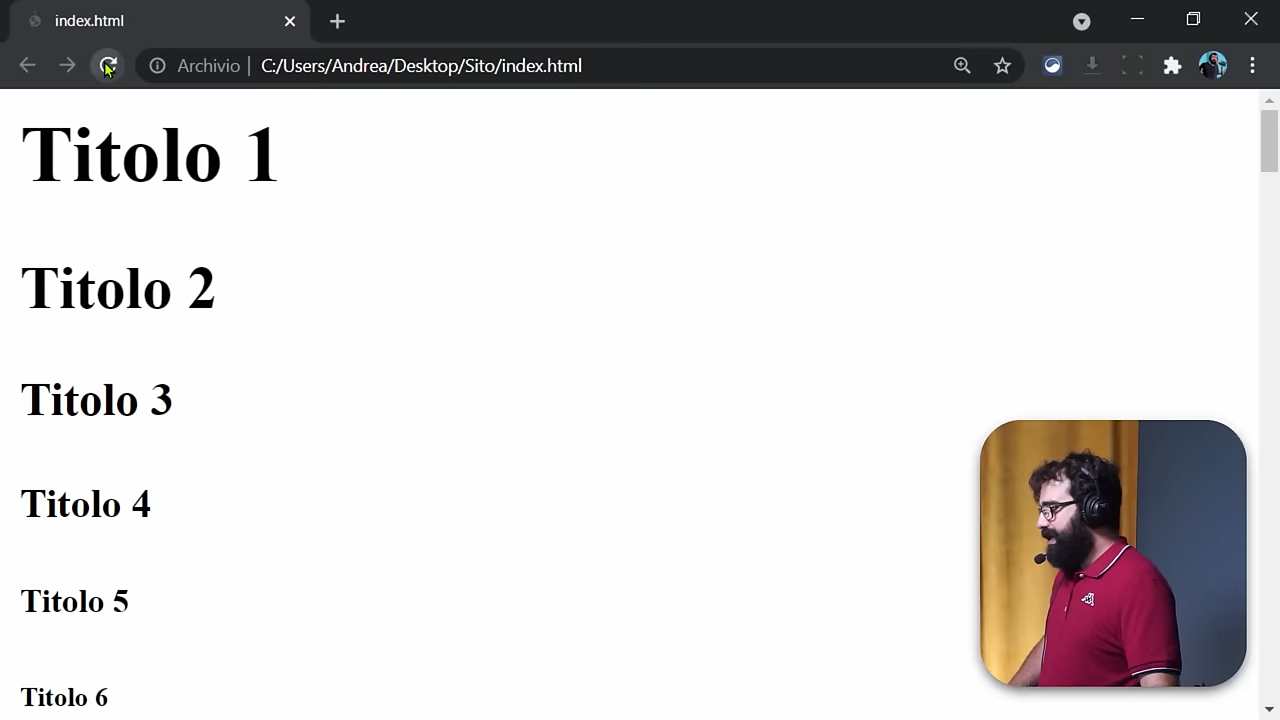 index.html
Archivio
C:/Users/Andrea/Desktop/Sito/index.html
Titolo 1
Titolo 2
Titolo 3
Titolo 4
Titolo 5
Titolo 6